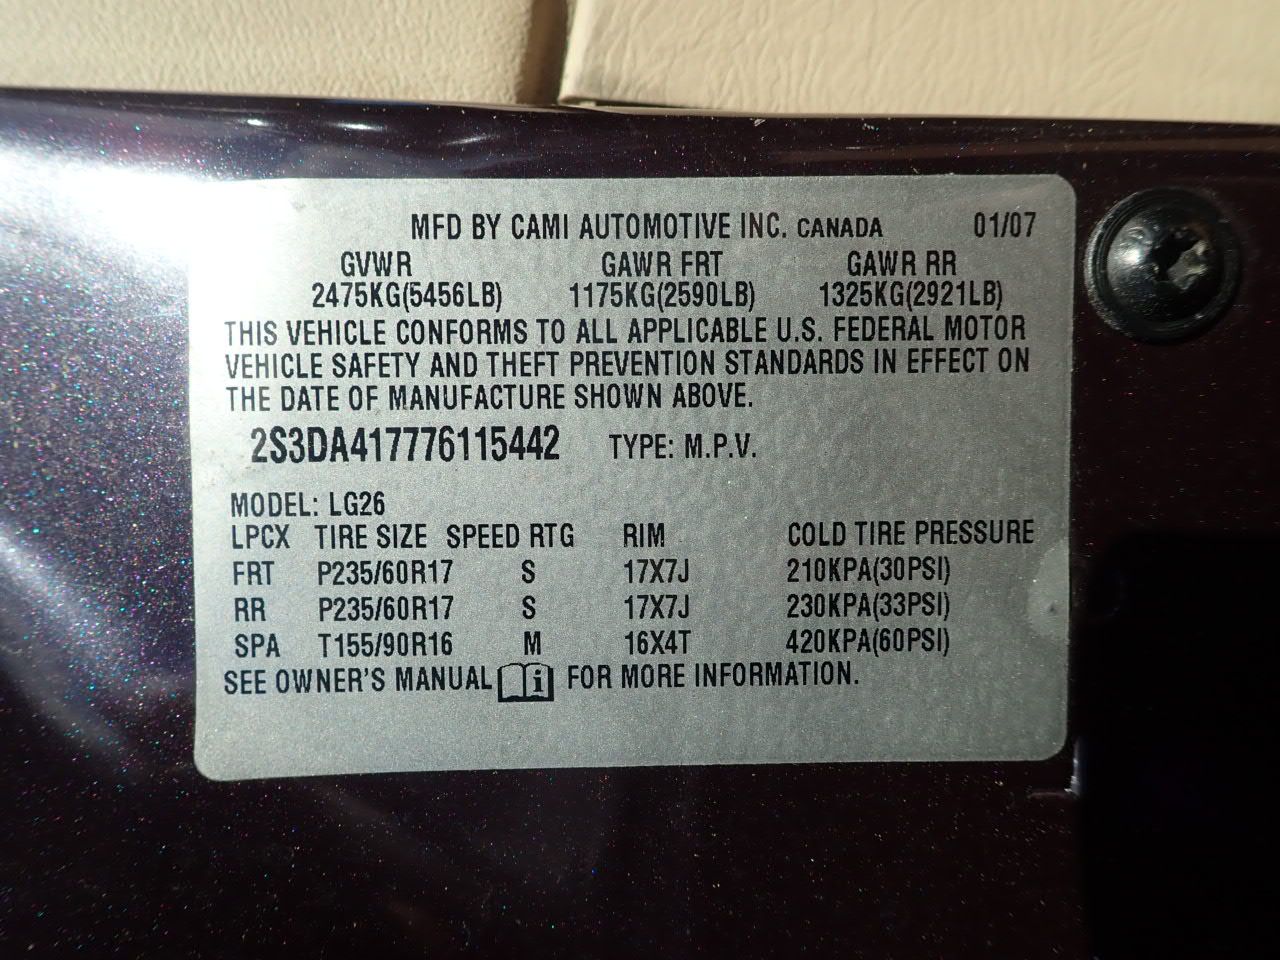 MFD BY CAMI AUTOMOTIVE INC. CANADA 01/07
GVWR GAWR FRT GAWR RR
2475KG(5456LB) 1175KG(2590LB) 1325KG(2921LB)
THIS VEHICLE CONFORMS TO ALL APPLICABLE U.S. FEDERAL MOTOR
VEHICLE SAFETY AND THEFT PREVENTION STANDARDS IN EFFECT ON
THE DATE OF MANUFACTURE SHOWN ABOVE.
2S3DA417776115442 TYPE: M.P.V.
MODEL: LG26
LPCX TIRE SIZE SPEED RTG RIM COLD TIRE PRESSURE
FRT P235/60R17 S 17X7J 210KPA(30PSI)
RR P235/60R17 S 17X7J 230KPA(33PSI)
SPA T155/90R16 M 16X4T 420KPA(60PSI)
SEE OWNER'S MANUAL i FOR MORE INFORMATION.